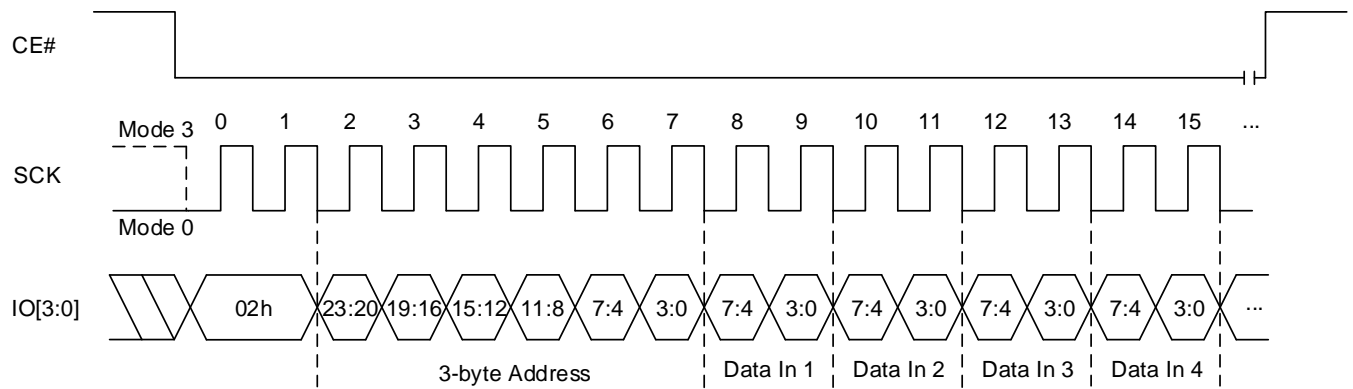 CE#
Mode 3 0 1 2 3 4 5 6 7 8 9 10 11 12 13 14 15 ...
SCK
Mode 0
IO[3:0] 02h 23:20 19:16 15:12 11:8 7:4 3:0 7:4 3:0 7:4 3:0 7:4 3:0 7:4 3:0 ...
3-byte Address Data In 1 Data In 2 Data In 3 Data In 4